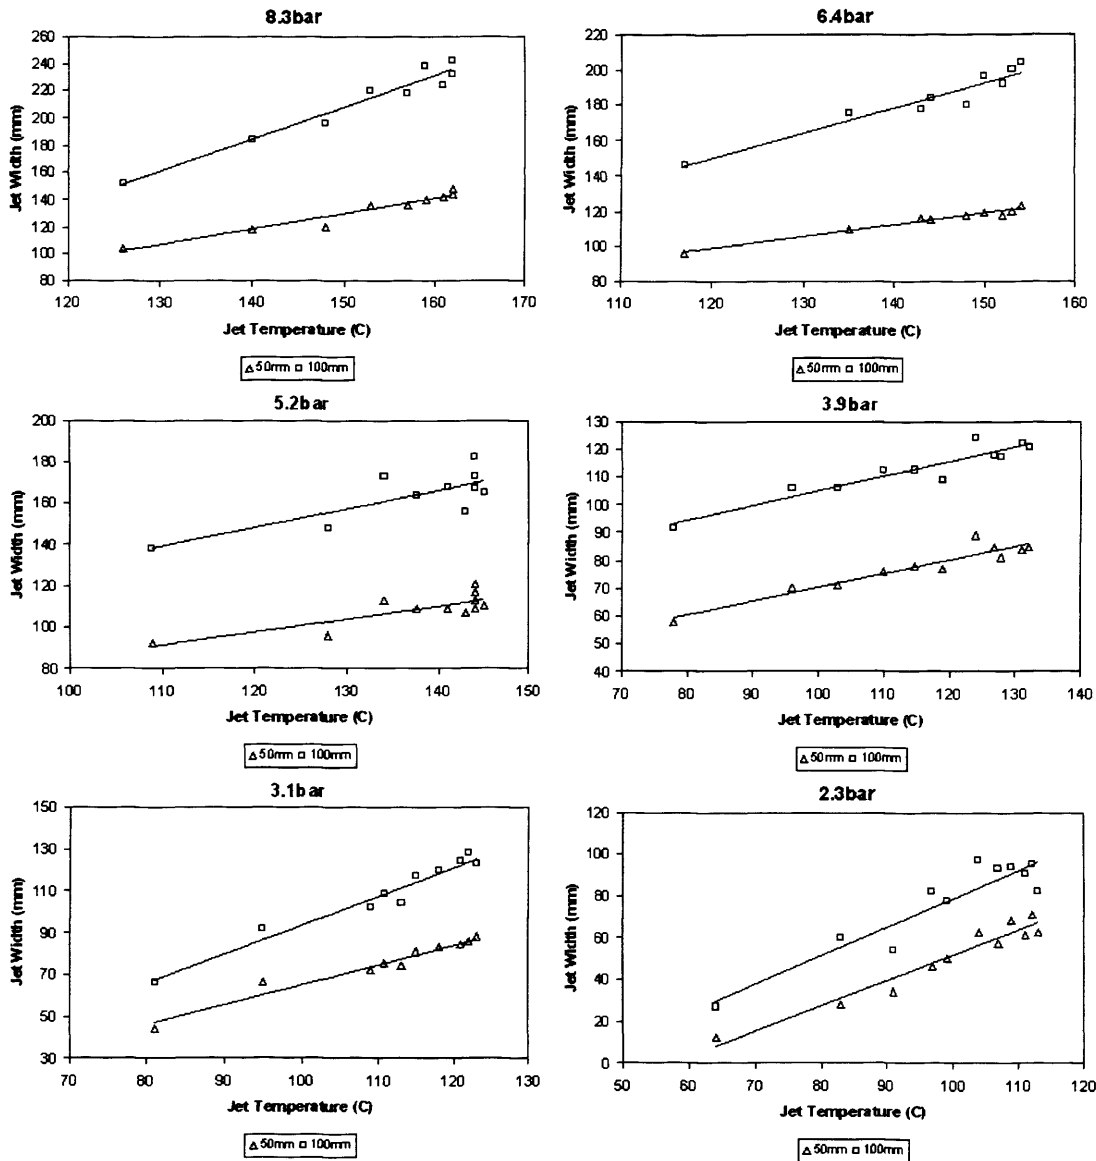 8.3bar
Jet Width (mm)
260
240
220
200
180
160
140
120
100
80
120 130 140 150 160 170
Jet Temperature (C)
50mm 100mm
6.4bar
Jet Width (mm)
220
200
180
160
140
120
100
80
110 120 130 140 150 160
Jet Temperature (C)
50mm 100mm
5.2bar
Jet Width (mm)
200
180
160
140
120
100
80
100 110 120 130 140 150
Jet Temperature (C)
50mm 100mm
3.9bar
Jet Width (mm)
130
120
110
100
90
80
70
60
50
40
70 80 90 100 110 120 130 140
Jet Temperature (C)
50mm 100mm
3.1bar
Jet Width (mm)
150
130
110
90
70
50
30
70 80 90 100 110 120 130
Jet Temperature (C)
50mm 100mm
2.3bar
Jet Width (mm)
120
100
80
60
40
20
0
50 60 70 80 90 100 110 120
Jet Temperature (C)
50mm 100mm